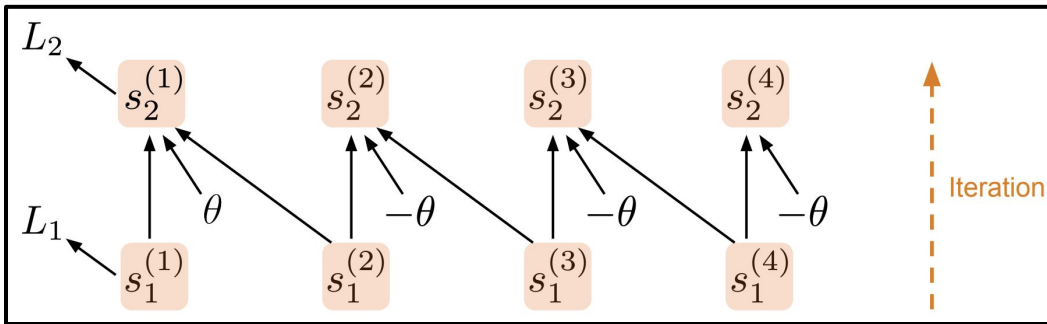 L_2
s_2^{(1)} s_2^{(2)} s_2^{(3)} s_2^{(4)}
Iteration
θ −θ −θ −θ
L_1
s_1^{(1)} s_1^{(2)} s_1^{(3)} s_1^{(4)}